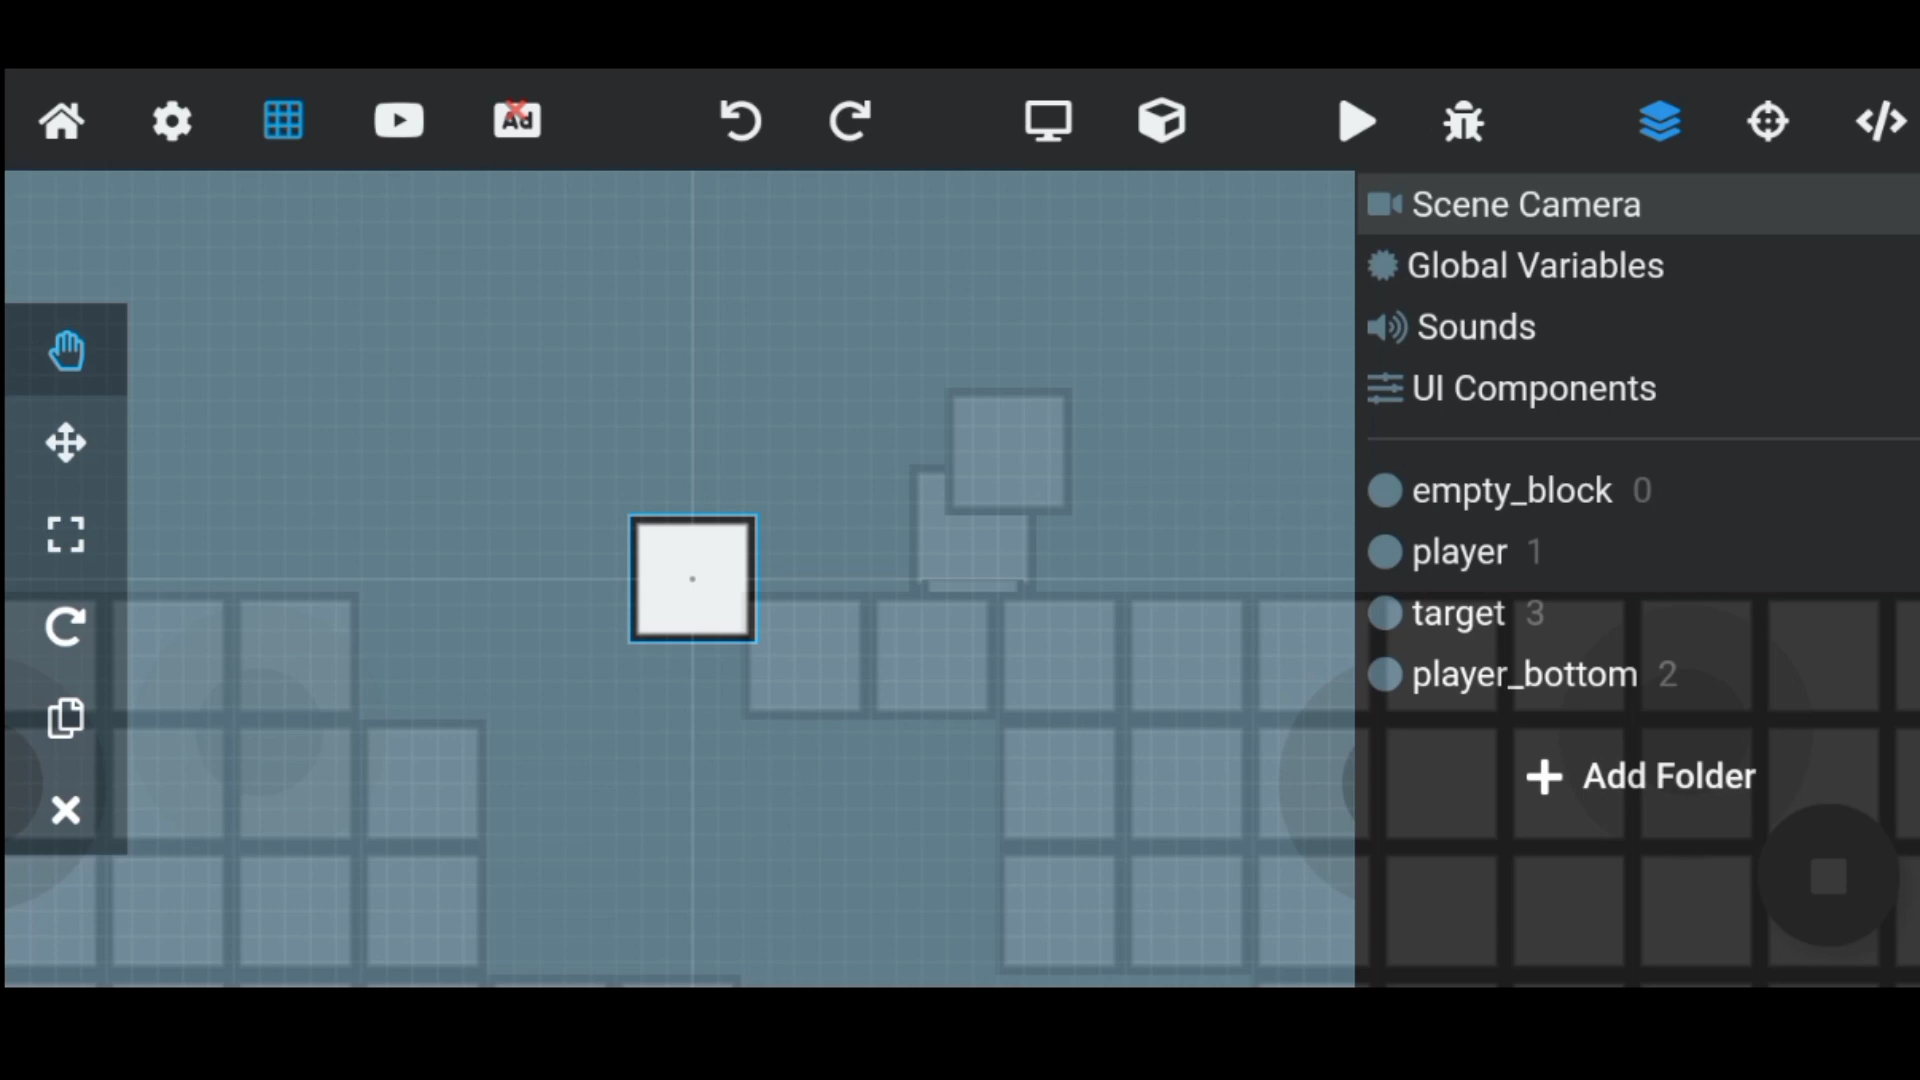 Ad
Scene Camera
Global Variables
Sounds
UI Components
empty_block 0
player 1
target 3
player_bottom 2
Add Folder